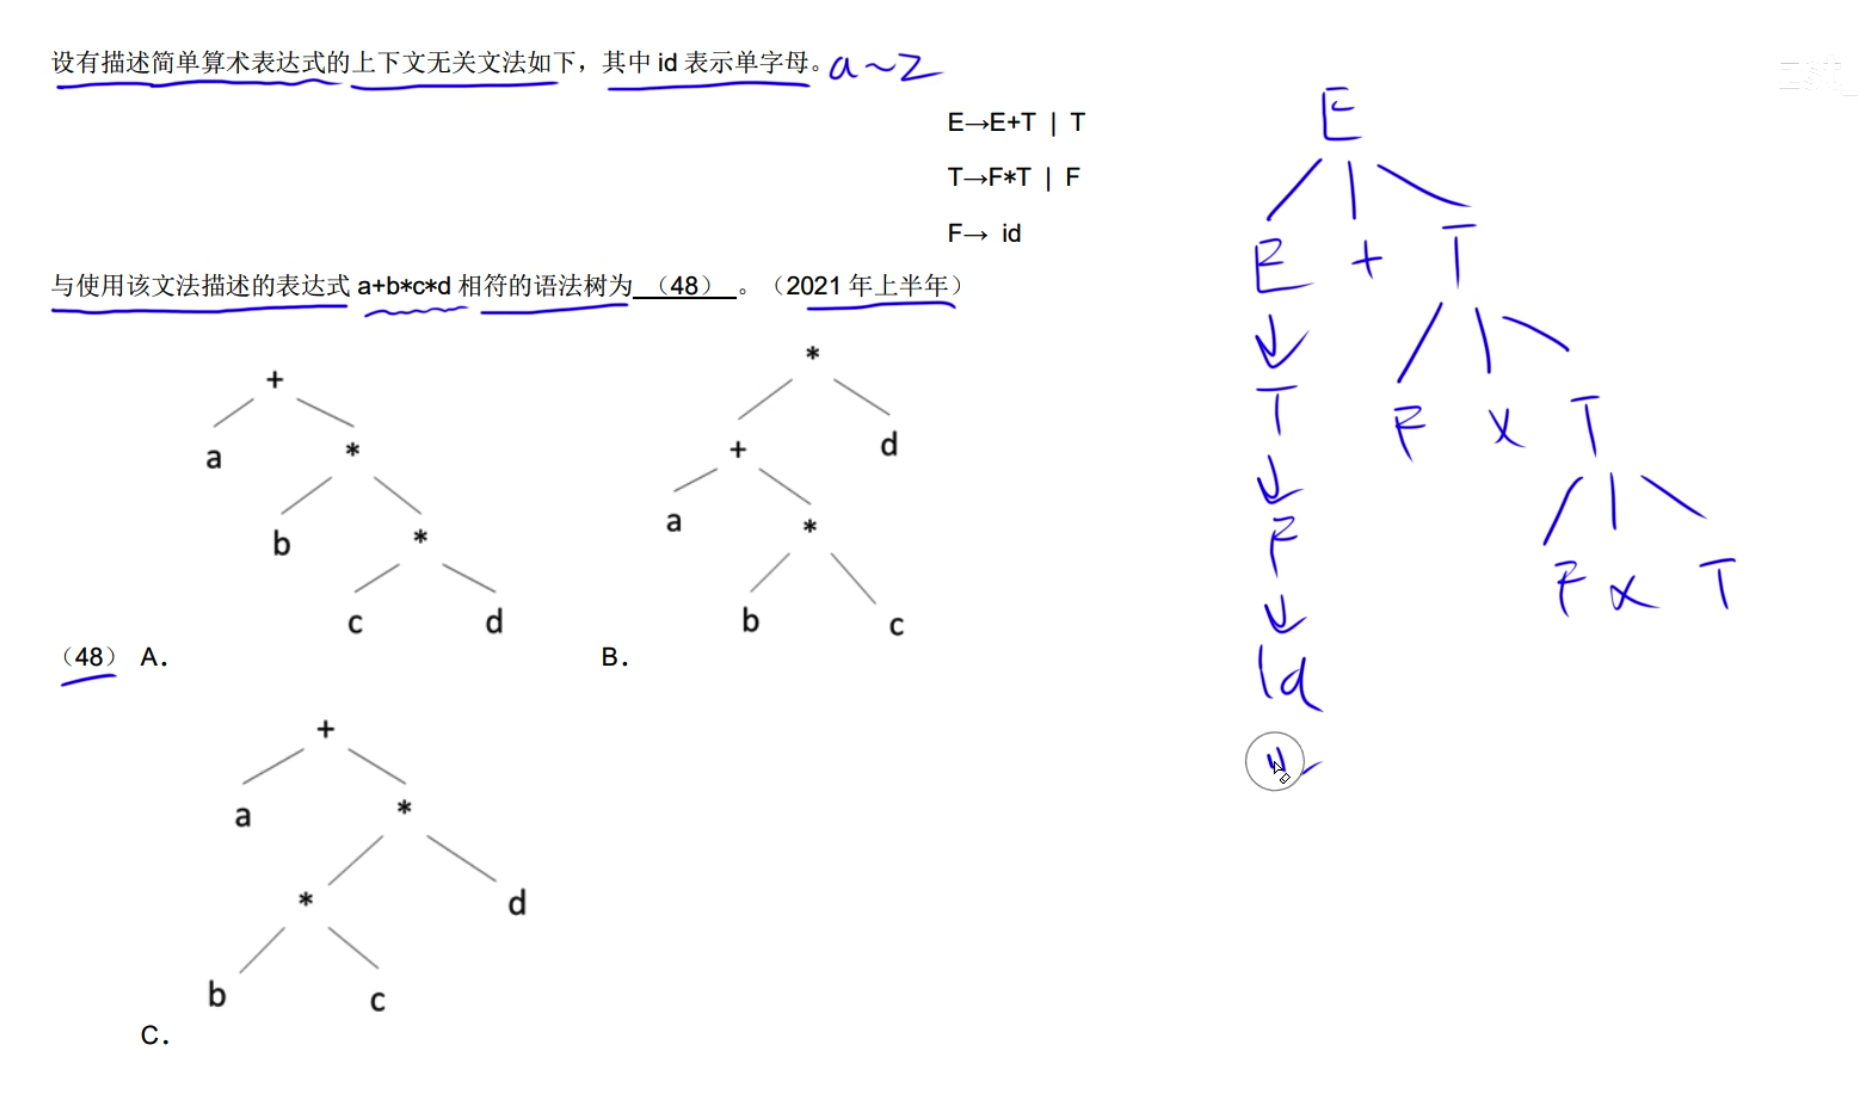 设有描述简单算术表达式的上下文无关文法如下，其中 id 表示单字母。a~z
E→E+T | T
T→F*T | F
F→ id
与使用该文法描述的表达式 a+b*c*d 相符的语法树为 （48） 。（2021 年上半年）
+
a *
b *
c d
（48） A.
*
+ d
a *
b c
B.
+
a *
* d
b c
C.
E
E + T
T F × T
F F × T
id